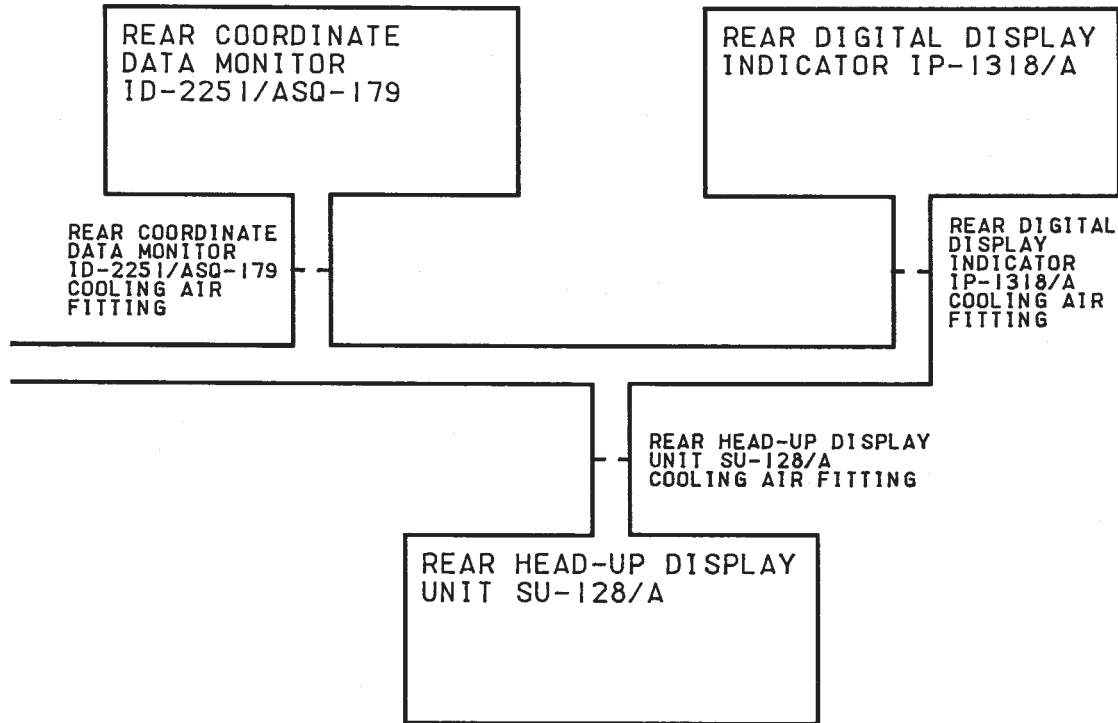 REAR COORDINATE
DATA MONITOR
ID-2251/ASQ-179
REAR DIGITAL DISPLAY
INDICATOR IP-1318/A
REAR COORDINATE
DATA MONITOR
ID-2251/ASQ-179
COOLING AIR
FITTING
REAR DIGITAL
DISPLAY
INDICATOR
IP-1318/A
COOLING AIR
FITTING
REAR HEAD-UP DISPLAY
UNIT SU-128/A
COOLING AIR FITTING
REAR HEAD-UP DISPLAY
UNIT SU-128/A